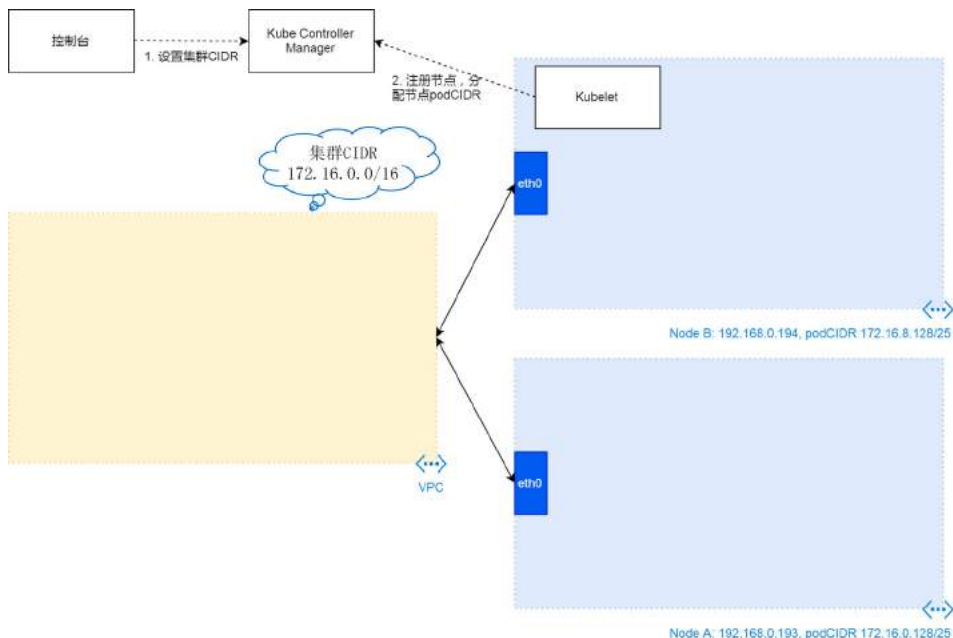 控制台
1. 设置集群CIDR
Kube Controller
Manager
2. 注册节点，分
配节点podCIDR
Kubelet
集群CIDR
172.16.0.0/16
eth0
Node B: 192.168.0.194, podCIDR 172.16.8.128/25
VPC
eth0
Node A: 192.168.0.193, podCIDR 172.16.0.128/25